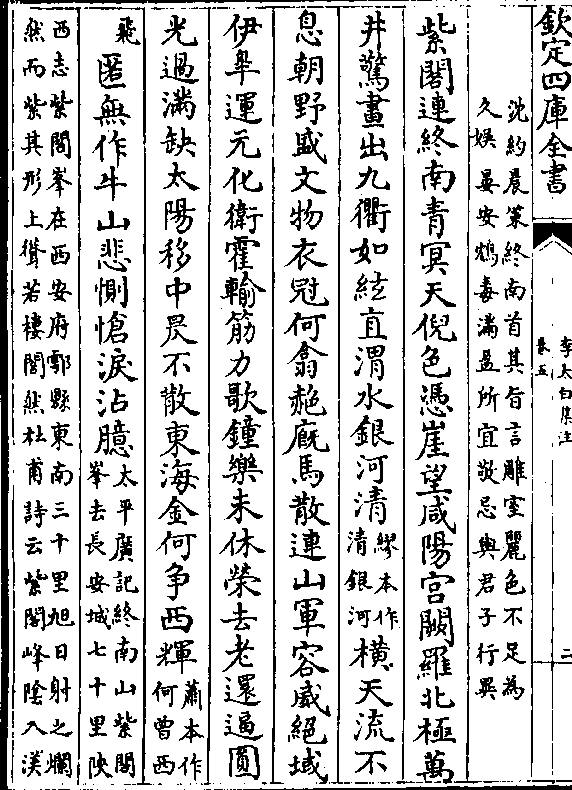 欽定四庫全書
李太白集注
卷五
二
沈約晨策終南首其旨言雕室麗色不足為
久娛晏安鴆毒滿盈所宜敬忌與君子行異
紫閣連終南青冥天倪色憑崖望咸陽宮闕羅北極萬
井驚畫出九衢如絃直渭水銀河清繆本作清銀河橫天流不
息朝野盛文物衣冠何翕赩廐馬散連山軍容威絕域
伊皋運元化衛霍輸筋力歌鐘樂未休榮去老還逼圓
光過滿缺太陽移中昃不散東海金何爭西輝蕭本作何曾西
飛匿無作牛山悲惻愴淚沾臆太平廣記終南山紫閣峯去長安城七十里陝
西志紫閣峯在西安府鄠縣東南三十里旭日射之爛
然而紫其形上聳若樓閣然杜甫詩云紫閣峰陰入渼